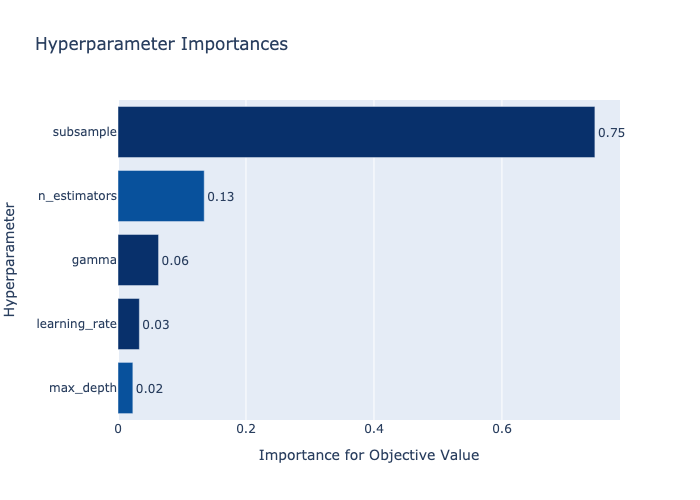 Hyperparameter Importances
Hyperparameter
subsample 0.75
n_estimators 0.13
gamma 0.06
learning_rate 0.03
max_depth 0.02
0 0.2 0.4 0.6
Importance for Objective Value